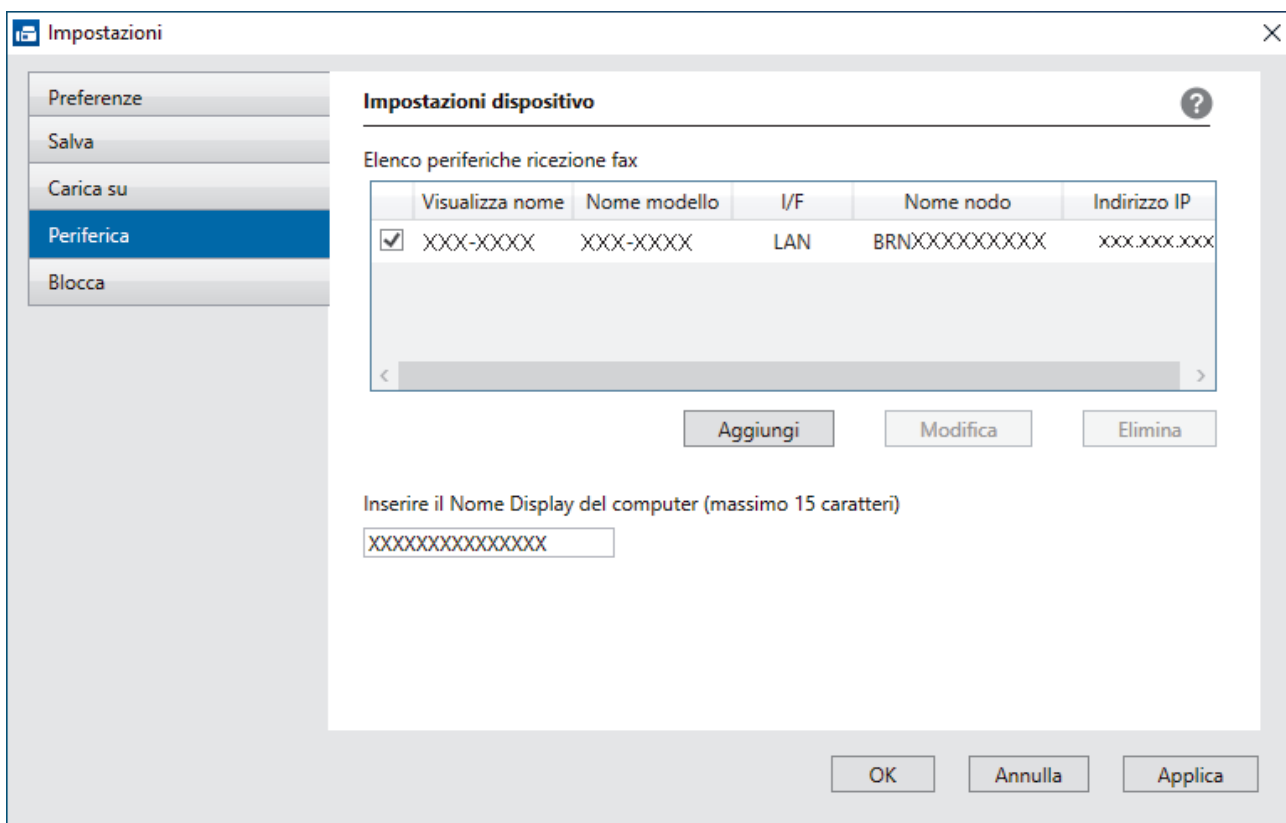 Impostazioni
Preferenze
Salva
Carica su
Periferica
Blocca
Impostazioni dispositivo
?
Elenco periferiche ricezione fax
Visualizza nome Nome modello I/F Nome nodo Indirizzo IP
XXX-XXXX XXX-XXXX LAN BRNXXXXXXXXX XXX.XXX.XXX
Aggiungi Modifica Elimina
Inserire il Nome Display del computer (massimo 15 caratteri)
XXXXXXXXXXXXXXX
OK Annulla Applica